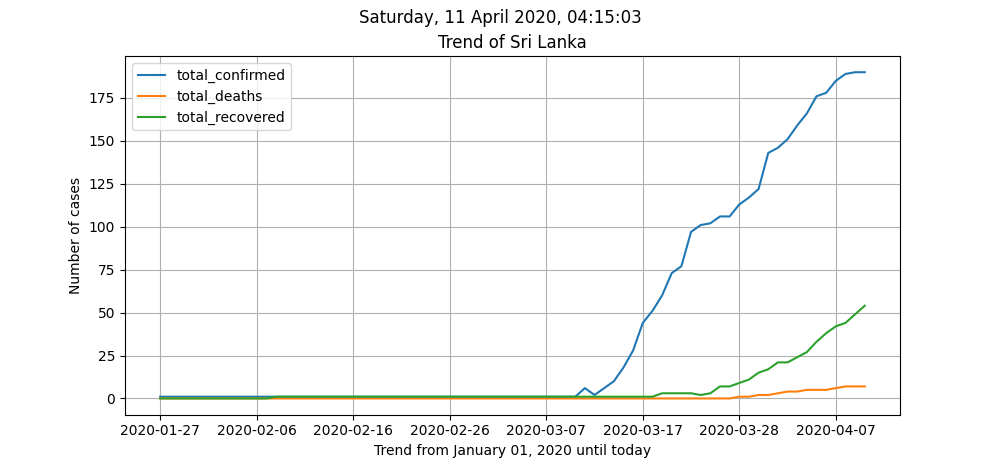 Saturday, 11 April 2020, 04:15:03
Trend of Sri Lanka
total_confirmed
total_deaths
total_recovered
Number of cases
175
150
125
100
75
50
25
0
2020-01-27 2020-02-06 2020-02-16 2020-02-26 2020-03-07 2020-03-17 2020-03-28 2020-04-07
Trend from January 01, 2020 until today